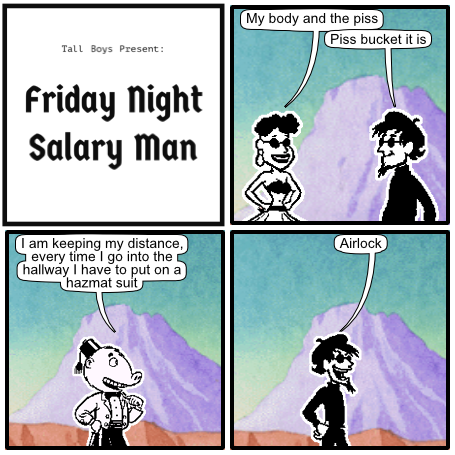 Tall Boys Present:
Friday Night
Salary Man
My body and the piss
Piss bucket it is
I am keeping my distance,
every time I go into the
hallway I have to put on a
hazmat suit
Airlock